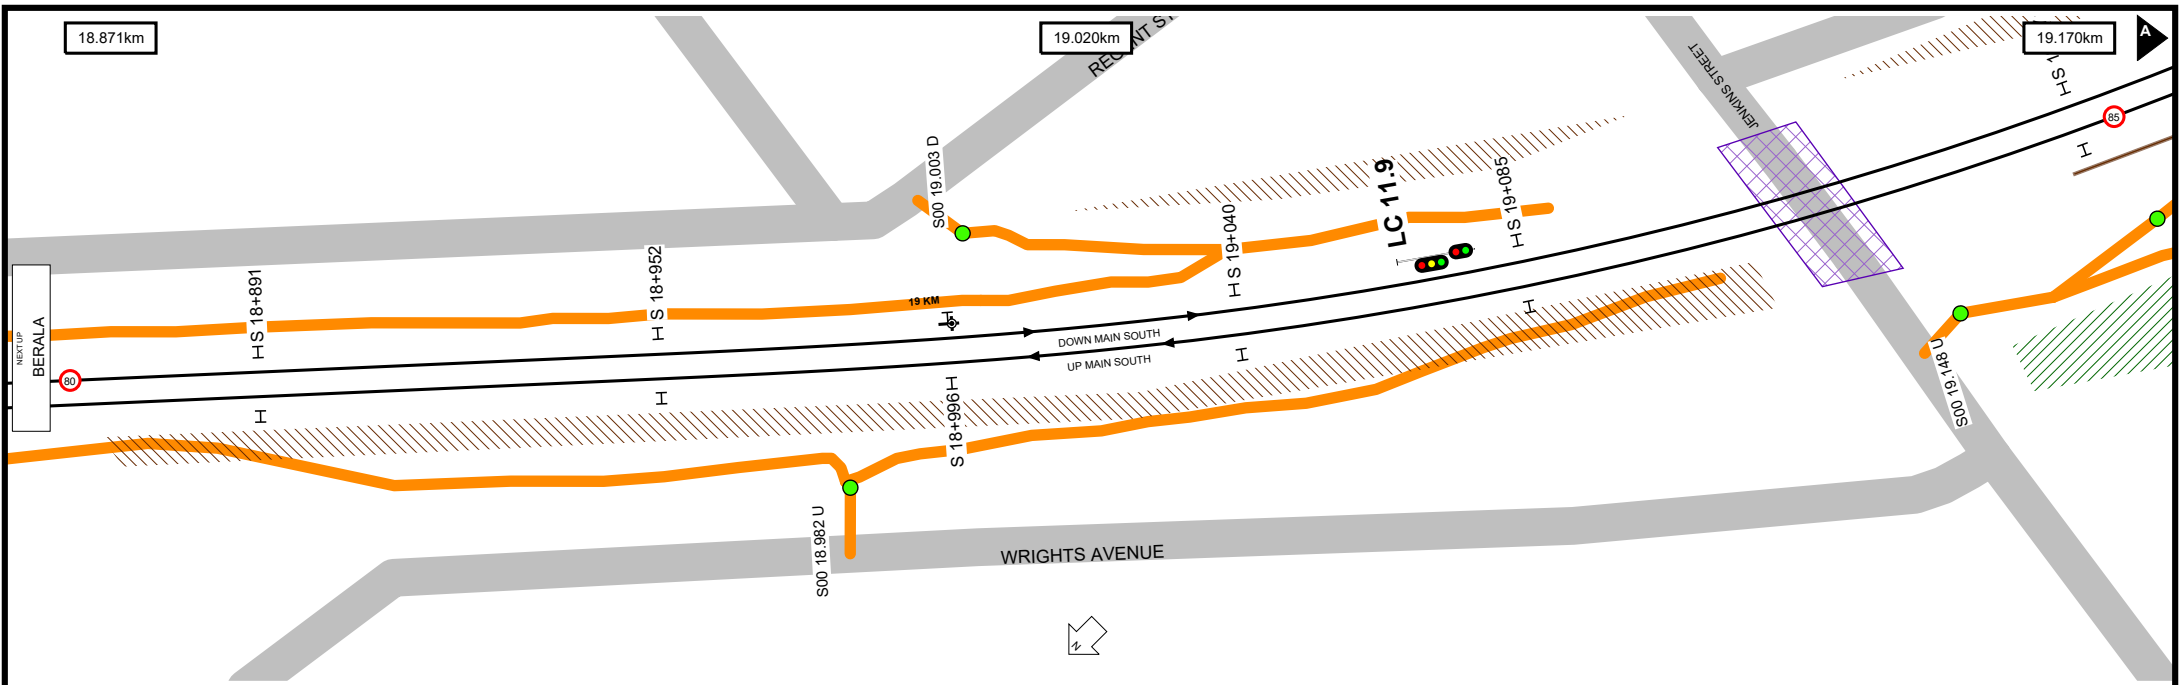 18.871km
19.020km
19.170km
A
REGENT ST
JENKINS STREET
85
S00 19.003 D
LC 11.9
S 19+085
S 19+040
S 18+952
S 18+891
19 KM
NEXT UP
BERALA
80
DOWN MAIN SOUTH
UP MAIN SOUTH
S 18+996
S00 19.148 U
S00 18.982 U
WRIGHTS AVENUE
N